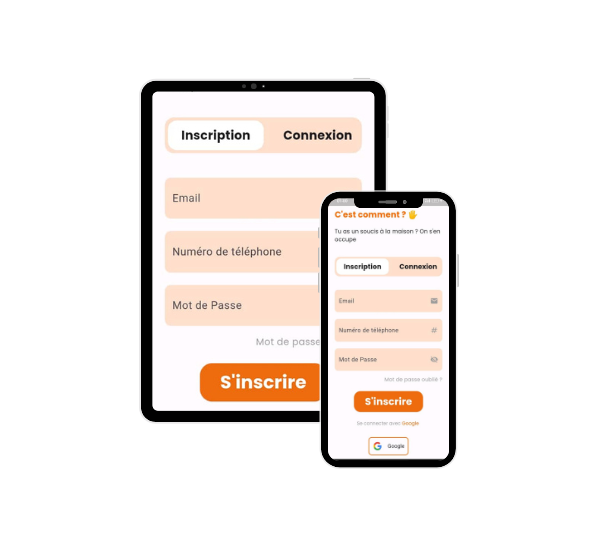 Inscription Connexion
Email
Numéro de téléphone
Mot de Passe
Mot de passe
S'inscrire
C'est comment ? 🖐
Tu as un soucis à la maison ? On s'en
occupe
Inscription Connexion
Email
Numéro de téléphone #
Mot de Passe
Mot de passe oublié ?
S'inscrire
Se connecter avec Google
Google